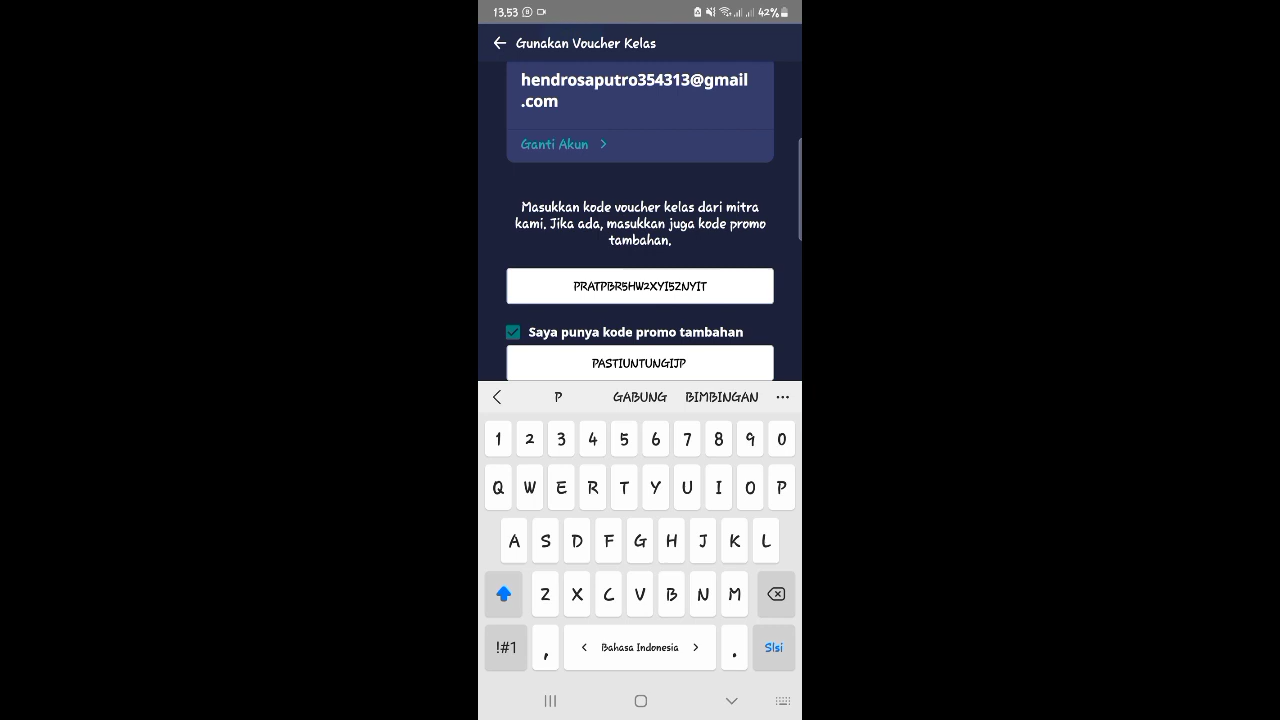 13.53 42%
Gunakan Voucher Kelas
hendrosaputro354313@gmail
.com
Ganti Akun
Masukkan kode voucher kelas dari mitra
kami. Jika ada, masukkan juga kode promo
tambahan.
PRATPBR5HW2XYI5ZNYIT
Saya punya kode promo tambahan
PASTIUNTUNGIJP
P GABUNG BIMBINGAN
1 2 3 4 5 6 7 8 9 0
Q W E R T Y U I O P
A S D F G H J K L
Z X C V B N M
!#1 , < Bahasa Indonesia > . Slsi